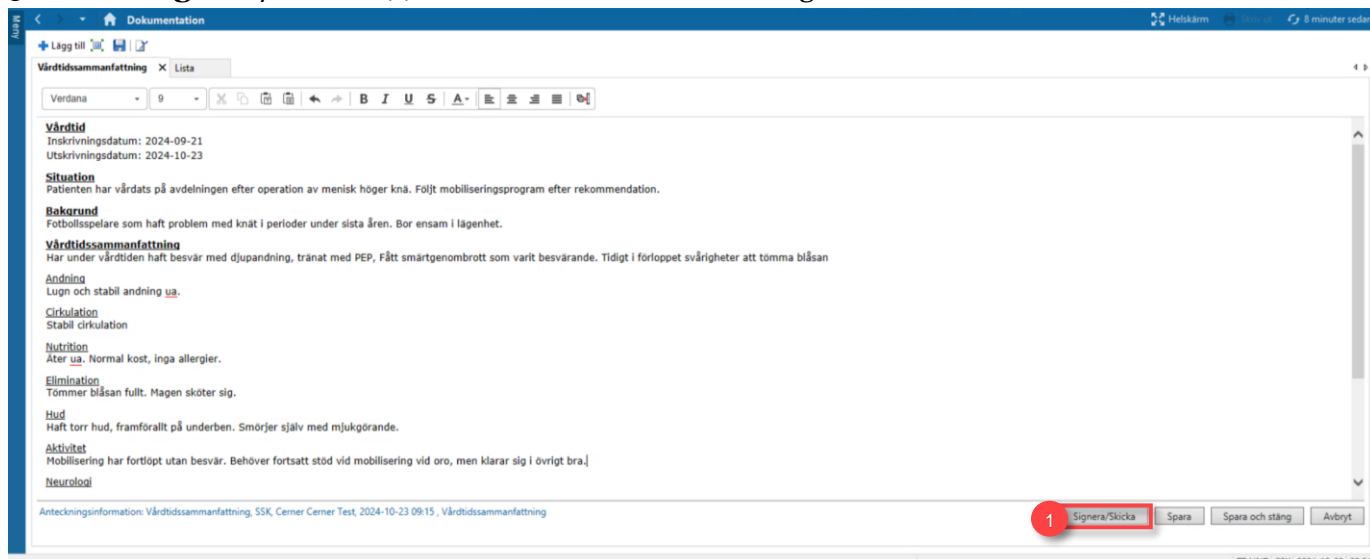 Meny
Dokumentation
Helskärm
Skriv ut
8 minuter sedan
Lägg till
Vårdtidssammanfattning X Lista
Verdana 9 B I U S A
Vårdtid
Inskrivningsdatum: 2024-09-21
Utskrivningsdatum: 2024-10-23
Situation
Patienten har vårdats på avdelningen efter operation av menisk höger knä. Följt mobiliseringsprogram efter rekommendation.
Bakgrund
Fotbollsspelare som haft problem med knät i perioder under sista åren. Bor ensam i lägenhet.
Vårdtidssammanfattning
Har under vårdtiden haft besvär med djupandning, tränat med PEP, Fått smärtgenombrott som varit besvärande. Tidigt i förloppet svårigheter att tömma blåsan
Andning
Lugn och stabil andning ua.
Cirkulation
Stabil cirkulation
Nutrition
Äter ua. Normal kost, inga allergier.
Elimination
Tömmer blåsan fullt. Magen sköter sig.
Hud
Haft torr hud, framförallt på underben. Smörjer själv med mjukgörande.
Aktivitet
Mobilisering har fortlöpt utan besvär. Behöver fortsatt stöd vid mobilisering vid oro, men klarar sig i övrigt bra.
Neurologi
Anteckningsinformation: Vårdtidssammanfattning, SSK, Cerner Cerner Test, 2024-10-23 09:15 , Vårdtidssammanfattning
1 Signera/Skicka Spara Spara och stäng Avbryt